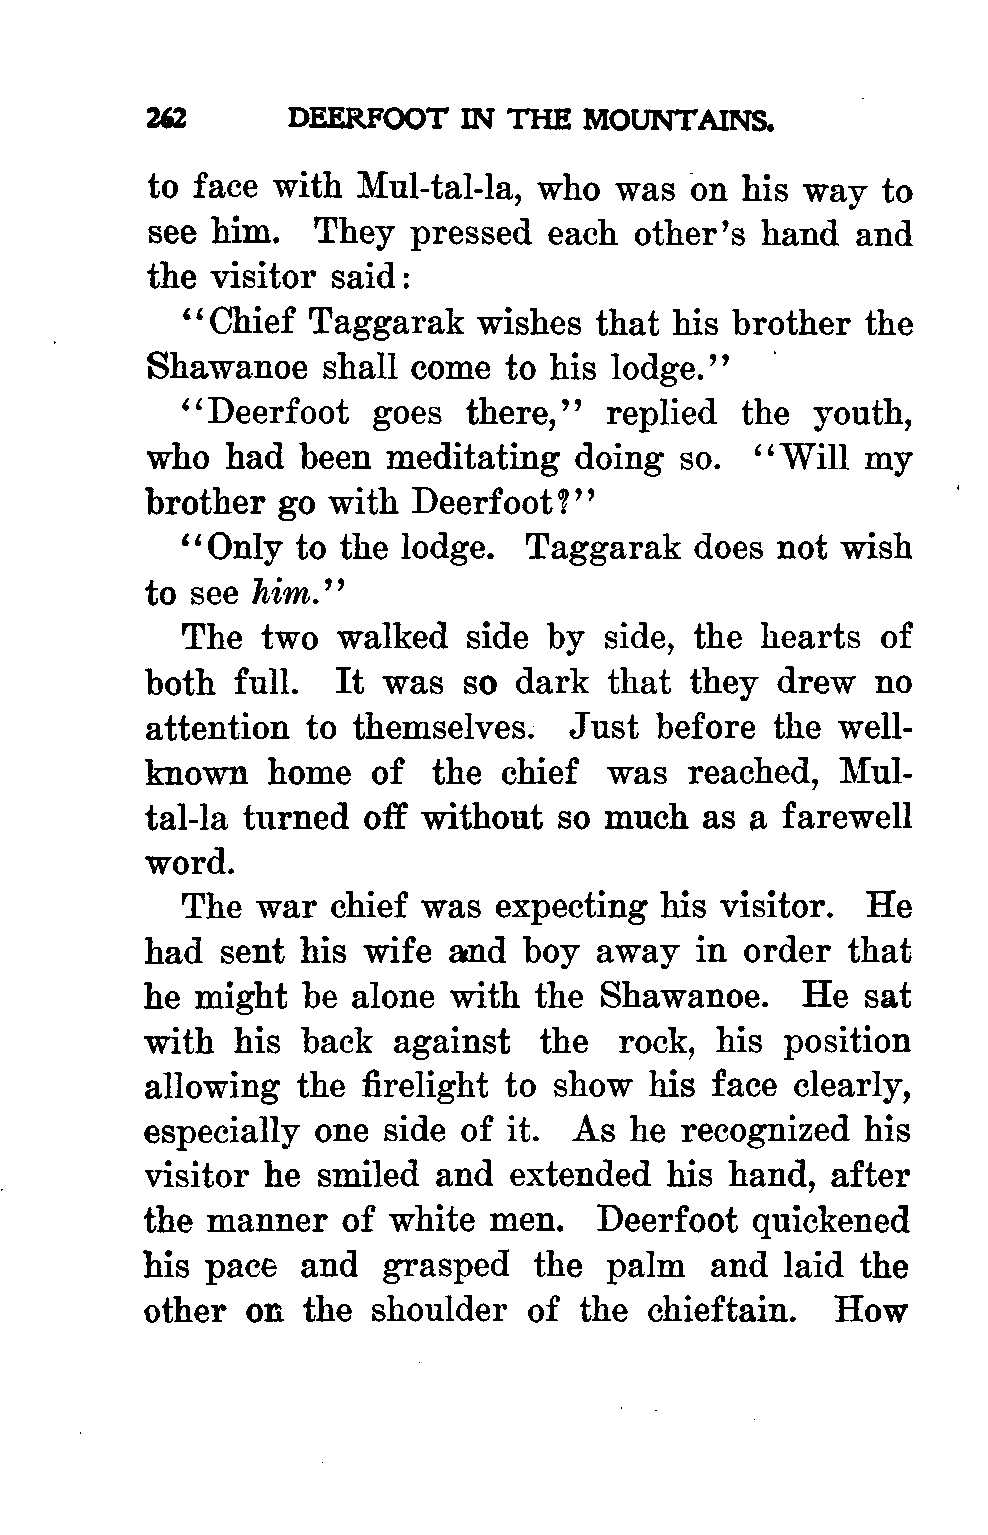 262 DEERFOOT IN THE MOUNTAINS.
to face with Mul-tal-la, who was on his way to
see him. They pressed each other's hand and
the visitor said:
"Chief Taggarak wishes that his brother the
Shawanoe shall come to his lodge."
"Deerfoot goes there," replied the youth,
who had been meditating doing so. "Will my
brother go with Deerfoot?"
"Only to the lodge. Taggarak does not wish
to see him."
The two walked side by side, the hearts of
both full. It was so dark that they drew no
attention to themselves. Just before the well-
known home of the chief was reached, Mul-
tal-la turned off without so much as a farewell
word.
The war chief was expecting his visitor. He
had sent his wife and boy away in order that
he might be alone with the Shawanoe. He sat
with his back against the rock, his position
allowing the firelight to show his face clearly,
especially one side of it. As he recognized his
visitor he smiled and extended his hand, after
the manner of white men. Deerfoot quickened
his pace and grasped the palm and laid the
other on the shoulder of the chieftain. How